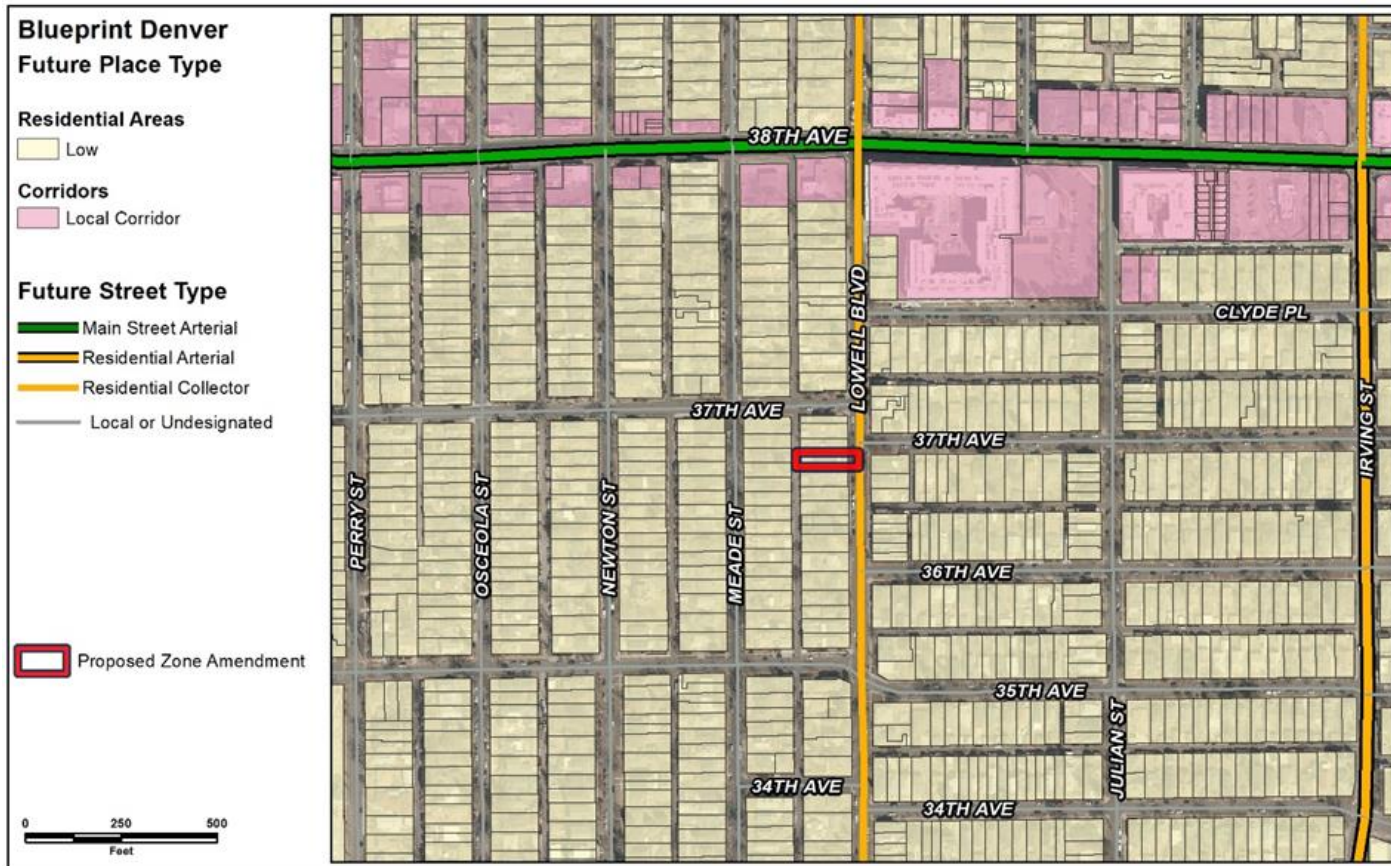 Blueprint Denver
Future Place Type
Residential Areas
Low
Corridors
Local Corridor
Future Street Type
Main Street Arterial
Residential Arterial
Residential Collector
Local or Undesignated
Proposed Zone Amendment
0 250 500
Feet
38TH AVE
LOWELL BLVD
CLYDE PL
37TH AVE
37TH AVE
IRVING ST
PERRY ST
OSCEOLA ST
NEWTON ST
MEADE ST
36TH AVE
35TH AVE
JULIAN ST
34TH AVE
34TH AVE